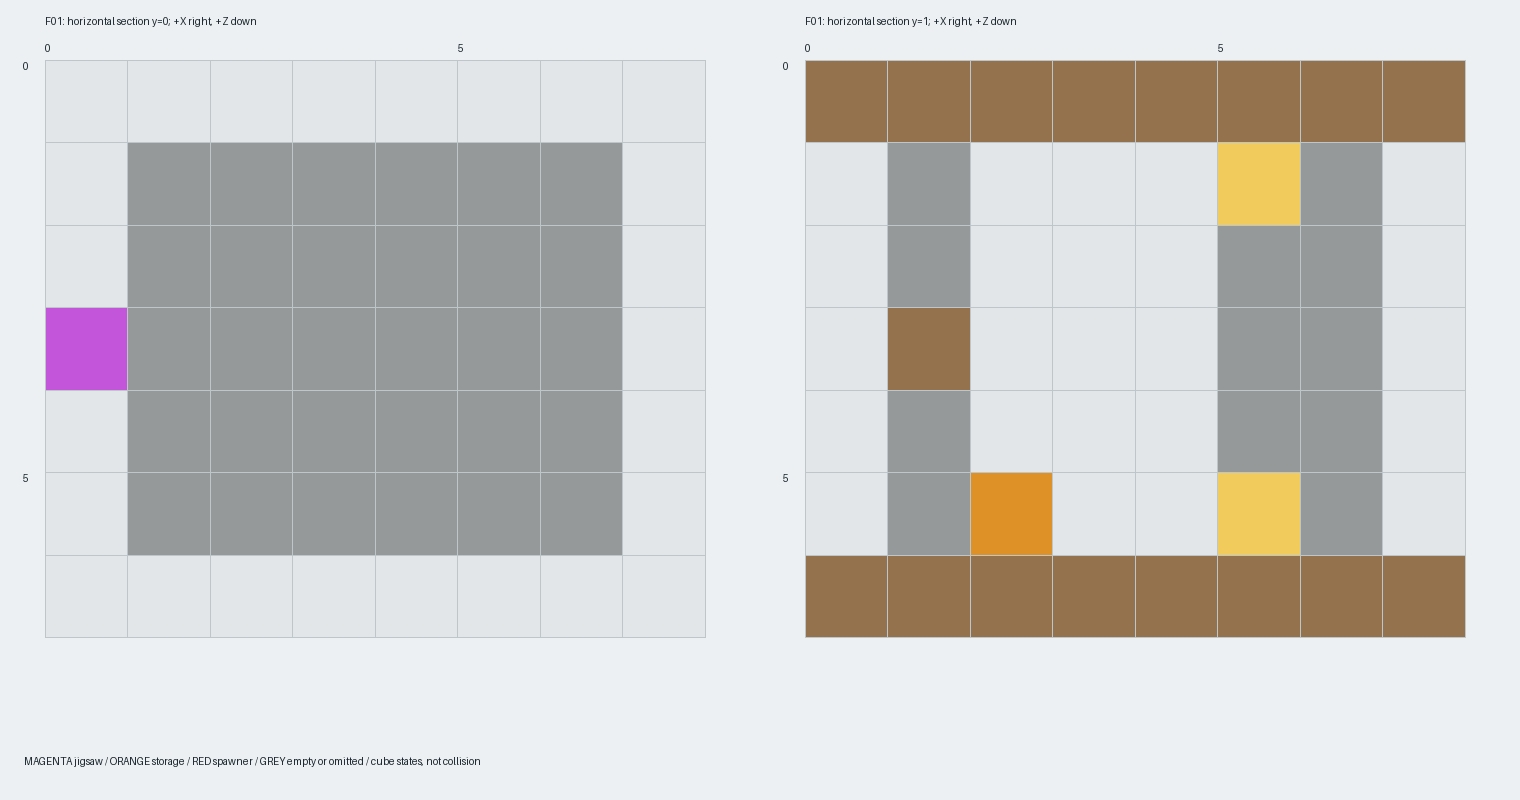 F01: horizontal section y=0; +X right, +Z down
F01: horizontal section y=1; +X right, +Z down
0 5
0 5
0
0
5
5
MAGENTA jigsaw / ORANGE storage / RED spawner / GREY empty or omitted / cube states, not collision